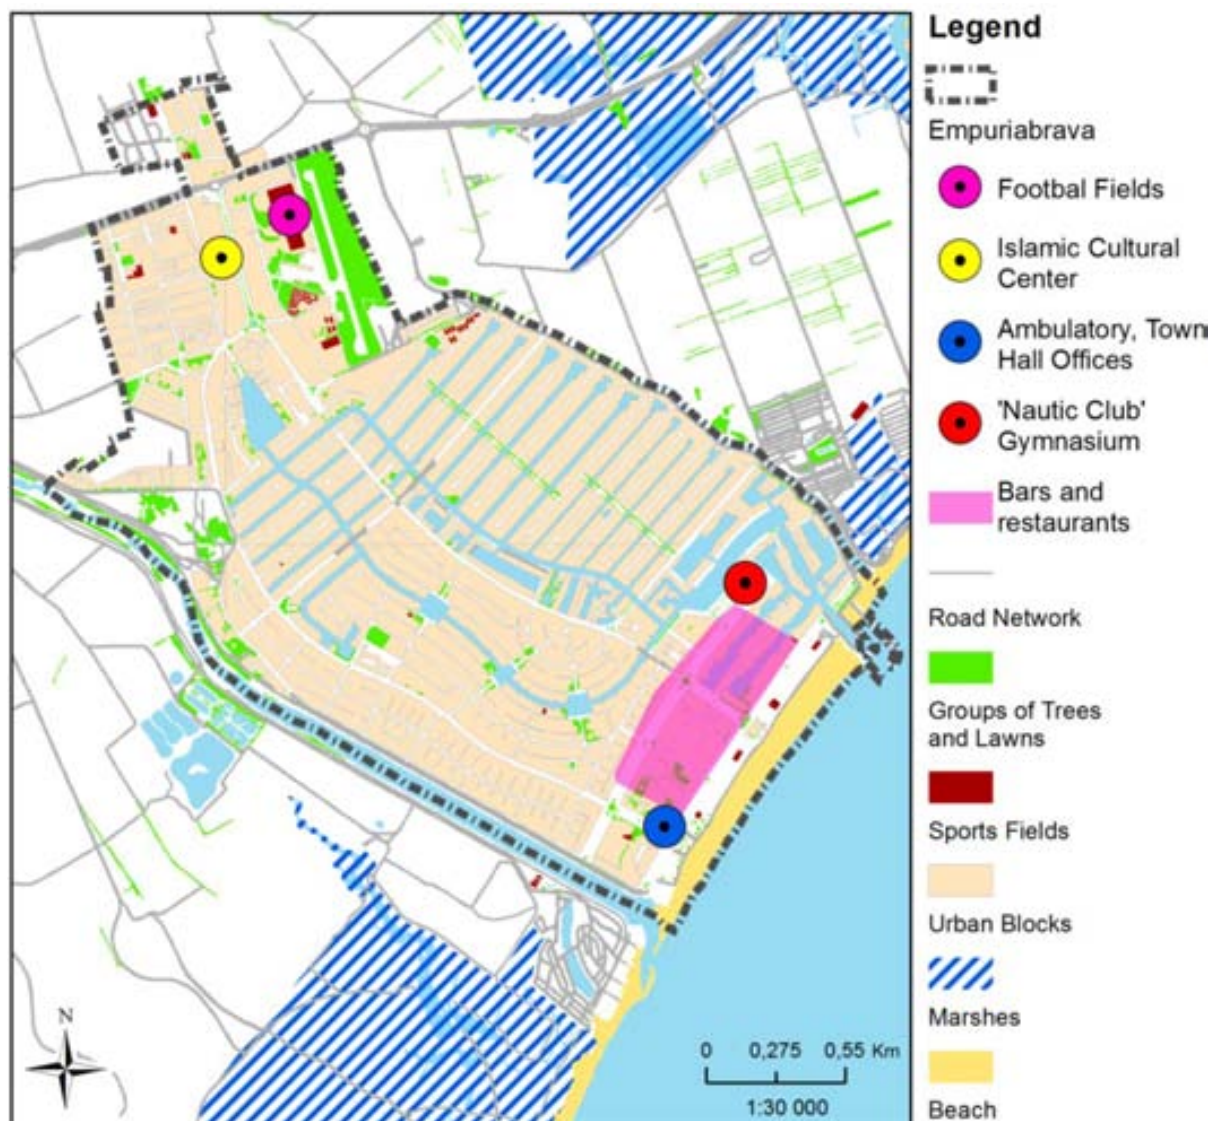 Legend
Empuriabrava
Footbal Fields
Islamic Cultural
Center
Ambulatory, Town
Hall Offices
'Nautic Club'
Gymnasium
Bars and
restaurants
Road Network
Groups of Trees
and Lawns
Sports Fields
Urban Blocks
Marshes
Beach
N
0 0,275 0,55 Km
1:30 000